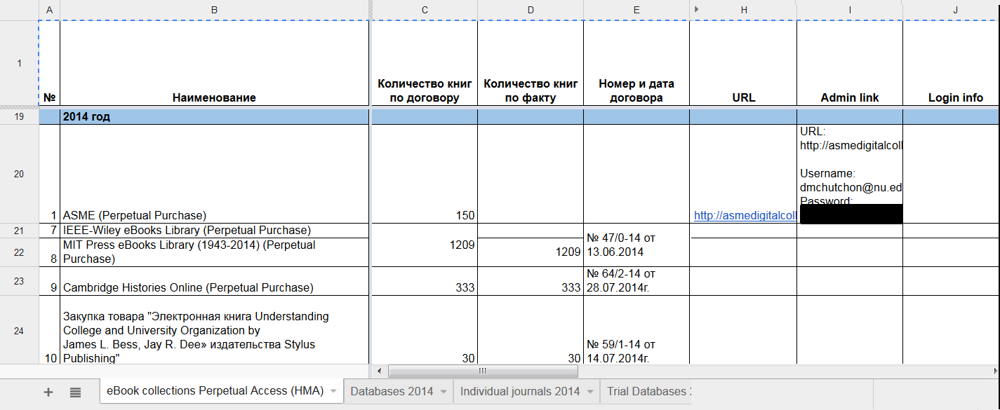 A B C D E H I J
1
№ Наименование Количество книг по договору Количество книг по факту Номер и дата договора URL Admin link Login info
19 2014 год
20
URL:
http://asmedigitalcoll
Username:
dmchutchon@nu.ed
Password:
1 ASME (Perpetual Purchase) 150 http://asmedigitalcoll
21 7 IEEE-Wiley eBooks Library (Perpetual Purchase)
22 8 MIT Press eBooks Library (1943-2014) (Perpetual
Purchase)
1209 1209 № 47/0-14 от
13.06.2014
23 9 Cambridge Histories Online (Perpetual Purchase) 333 333 № 64/2-14 от
28.07.2014г.
24
Закупка товара "Электронная книга Understanding
College and University Organization by
James L. Bess, Jay R. Dee» издательства Stylus
10 Publishing" 30 30 № 59/1-14 от
14.07.2014г.
eBook collections Perpetual Access (НМА) Databases 2014 Individual journals 2014 Trial Databases